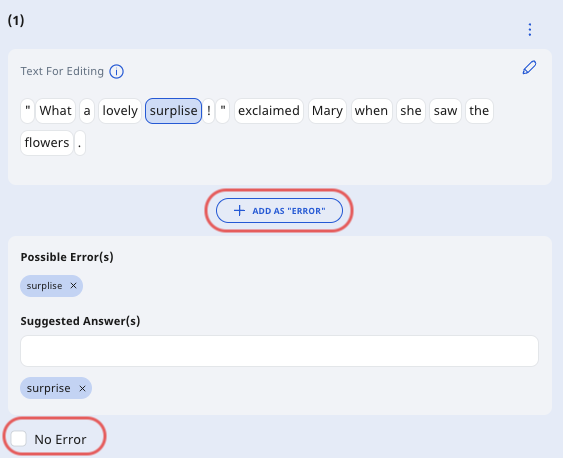 (1)
Text For Editing
" What a lovely surplise ! " exclaimed Mary when she saw the
flowers .
+ ADD AS "ERROR"
Possible Error(s)
surplise ×
Suggested Answer(s)
surprise ×
No Error